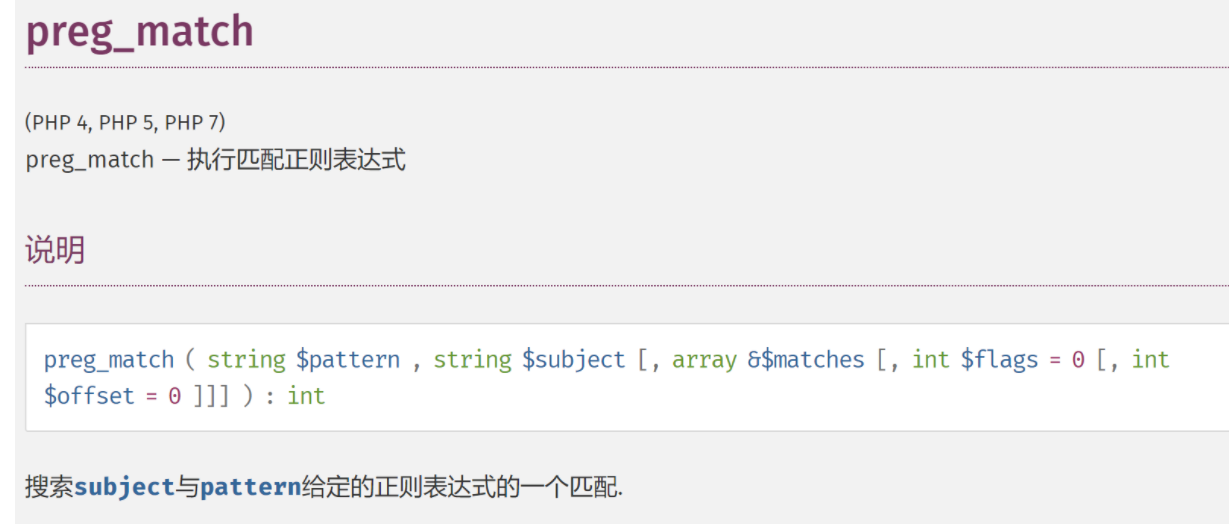 preg_match
(PHP 4, PHP 5, PHP 7)
preg_match — 执行匹配正则表达式
说明
preg_match ( string $pattern , string $subject [, array &$matches [, int $flags = 0 [, int
$offset = 0 ]]] ) : int
搜索subject与pattern给定的正则表达式的一个匹配.